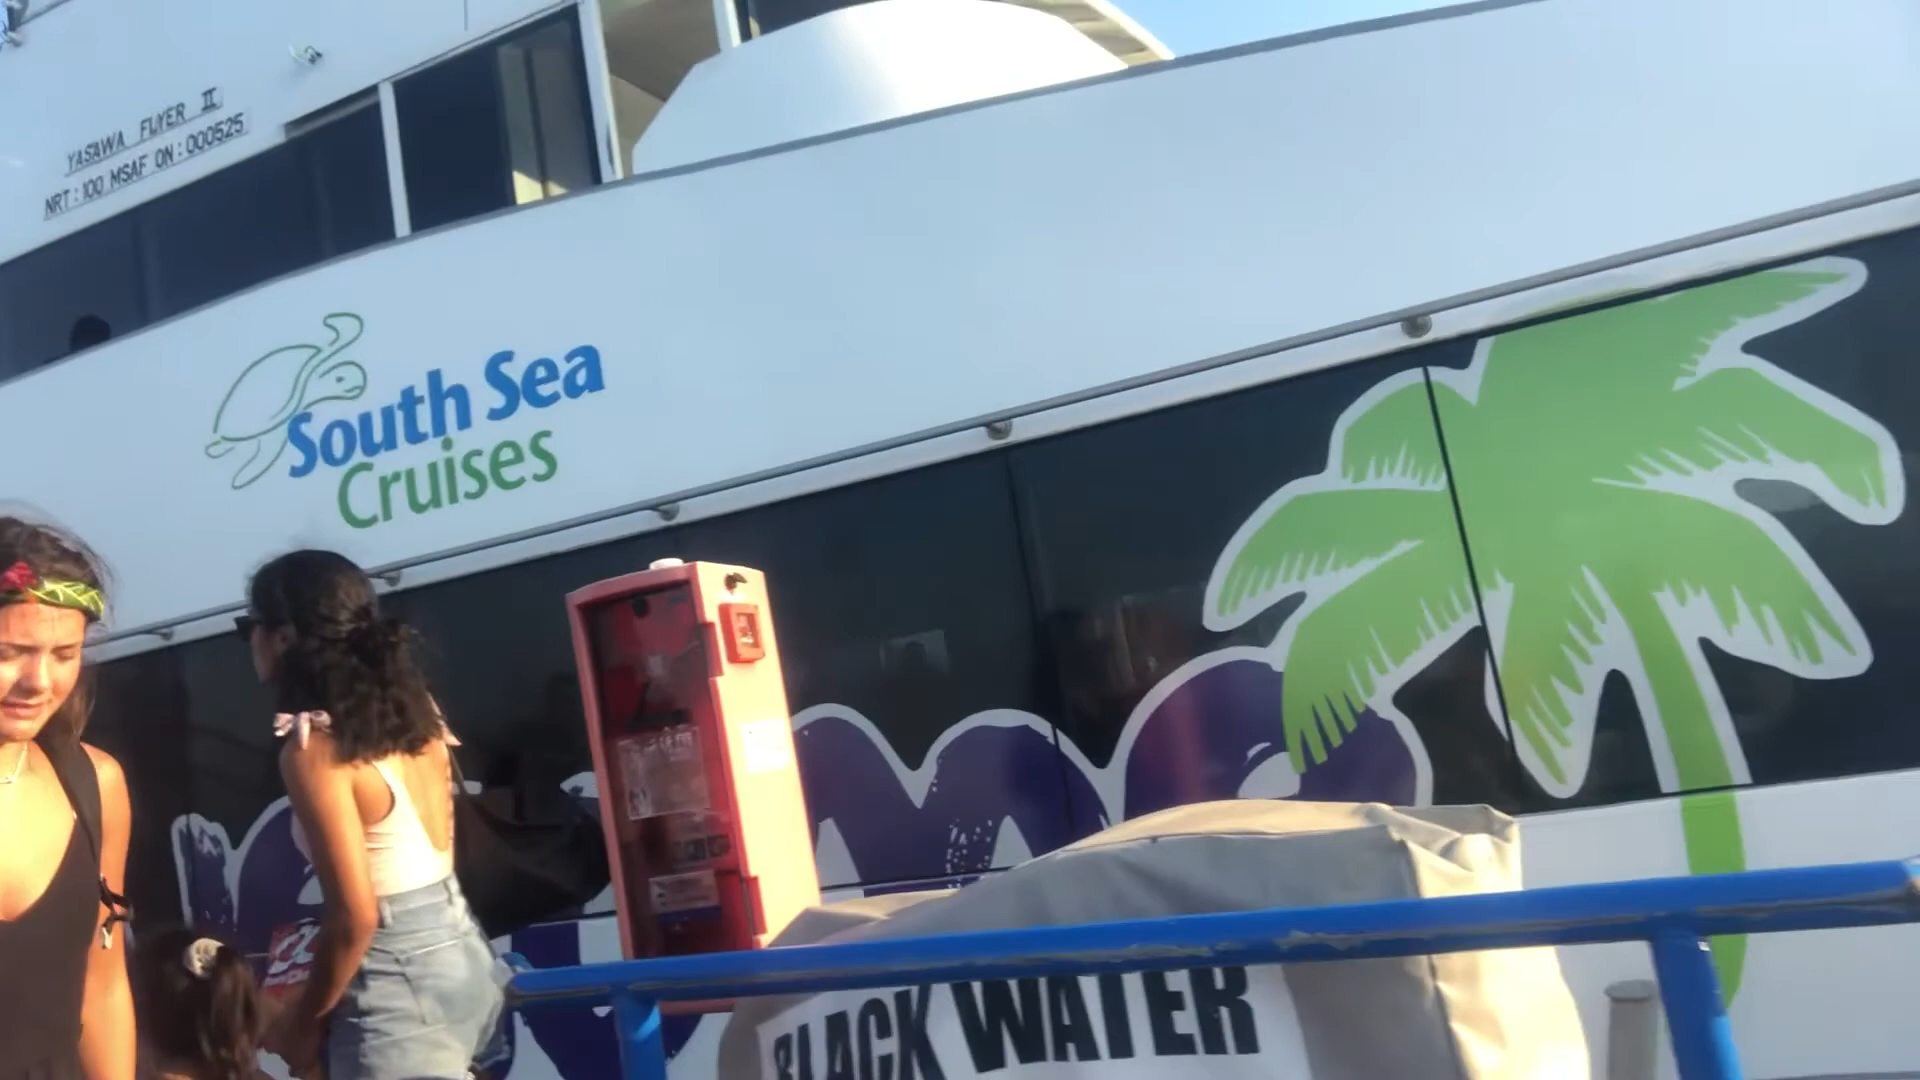 YASAWA FLYER II
NRT: 100 MSAF ON: 000525
South Sea
Cruises
BLACK WATER